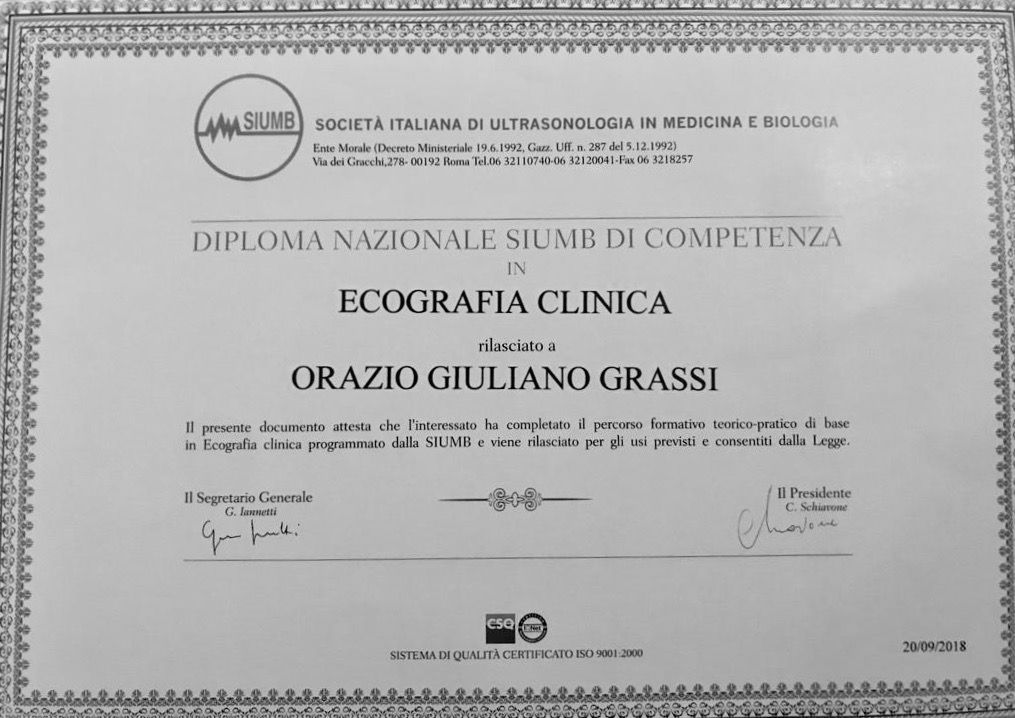 SIUMB
SOCIETÀ ITALIANA DI ULTRASONOLOGIA IN MEDICINA E BIOLOGIA
Ente Morale (Decreto Ministeriale 19.6.1992, Gazz. Uff. n. 287 del 5.12.1992)
Via dei Gracchi,278- 00192 Roma Tel.06 32110740-06 32120041-Fax 06 3218257
DIPLOMA NAZIONALE SIUMB DI COMPETENZA
IN
ECOGRAFIA CLINICA
rilasciato a
ORAZIO GIULIANO GRASSI
Il presente documento attesta che l'interessato ha completato il percorso formativo teorico-pratico di base
in Ecografia clinica programmato dalla SIUMB e viene rilasciato per gli usi previsti e consentiti dalla Legge.
Il Segretario Generale
G. Iannetti
Il Presidente
C. Schiavone
CSQ
SISTEMA DI QUALITÀ CERTIFICATO ISO 9001:2000
20/09/2018